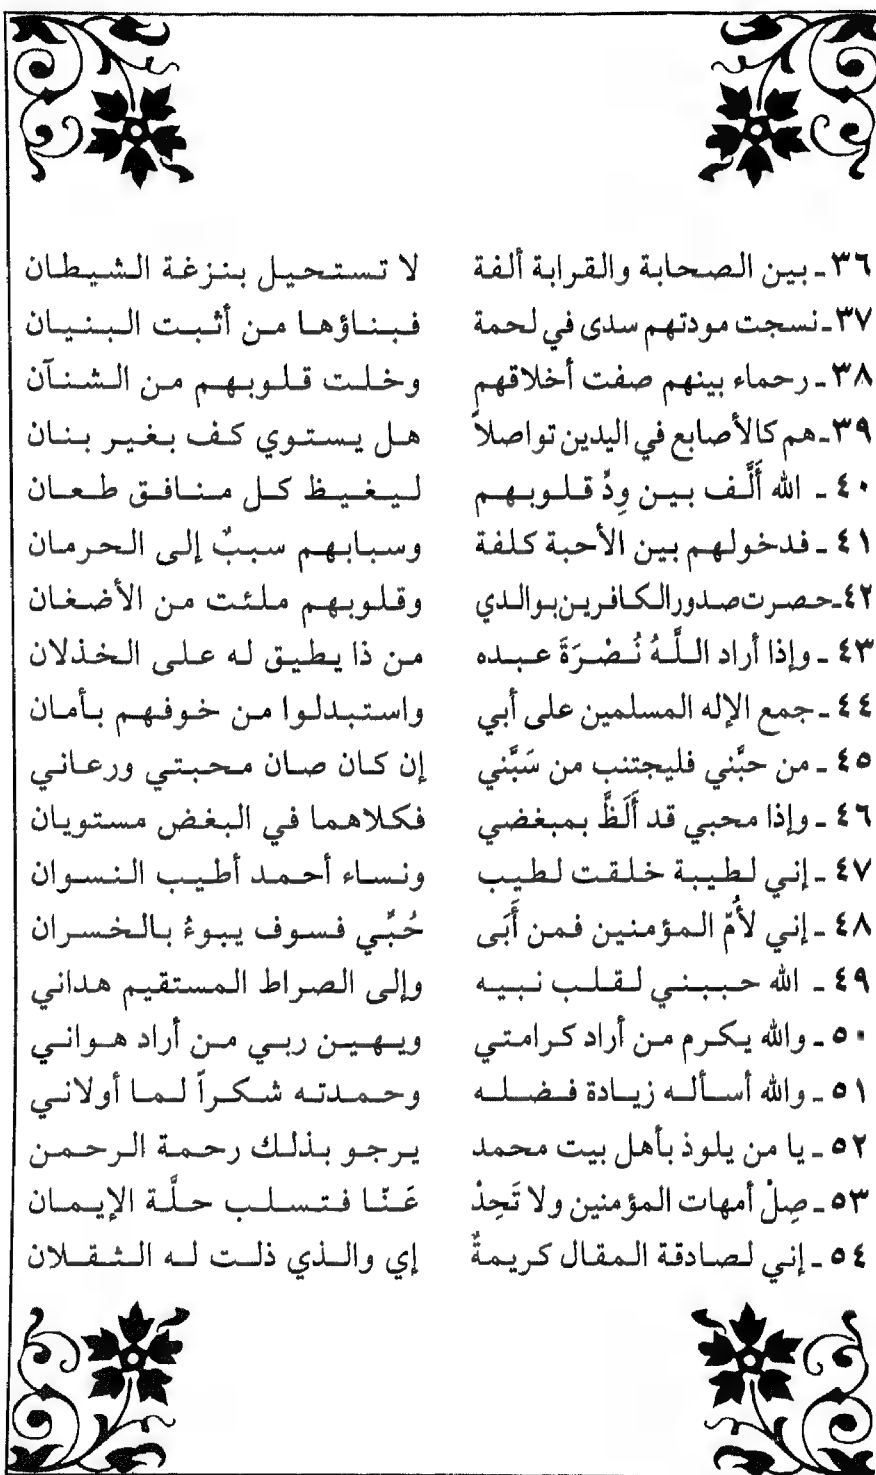 ٣٦ - بين الصحابة والقرابة ألفة لا تستحيل بنزغة الشيطان
٣٧ - نسجت مودتهم سدى في لحمة فبناؤها من أثبت البنيان
٣٨ - رحماء بينهم صفت أخلاقهم وخلت قلوبهم من الشنآن
٣٩ - هم كالأصابع في اليدين تواصلاً هل يستوي كف بغير بنان
٤٠ - الله أَلَّف بين وِدِّ قلوبهم ليغيظ كل منافق طعان
٤١ - فدخولهم بين الأحبة كلفة وسبابهم سببٌ إلى الحرمان
٤٢ - حصرت صدور الكافرين بوالدي وقلوبهم ملئت من الأضغان
٤٣ - وإذا أراد اللَّهُ نُصْرَةَ عبده من ذا يطيق له على الخذلان
٤٤ - جمع الإله المسلمين على أبي واستبدلوا من خوفهم بأمان
٤٥ - من حبَّني فليجتنب من سَبَّني إن كان صان محبتي ورعاني
٤٦ - وإذا محبي قد أَلَظَّ بمبغضي فكلاهما في البغض مستويان
٤٧ - إني لطيبة خلقت لطيب ونساء أحمد أطيب النسوان
٤٨ - إني لأُمّ المؤمنين فمن أَبَى حُبِّي فسوف يبوءُ بالخسران
٤٩ - الله حببني لقلب نبيه وإلى الصراط المستقيم هداني
٥٠ - والله يكرم من أراد كرامتي ويهين ربي من أراد هواني
٥١ - والله أسأله زيادة فضله وحمدته شكراً لما أولاني
٥٢ - يا من يلوذ بأهل بيت محمد يرجو بذلك رحمة الرحمن
٥٣ - صِلْ أمهات المؤمنين ولا تَحِدْ عَنَّا فتسلب حلَّة الإيمان
٥٤ - إني لصادقة المقال كريمةٌ إي والذي ذلت له الثقلان